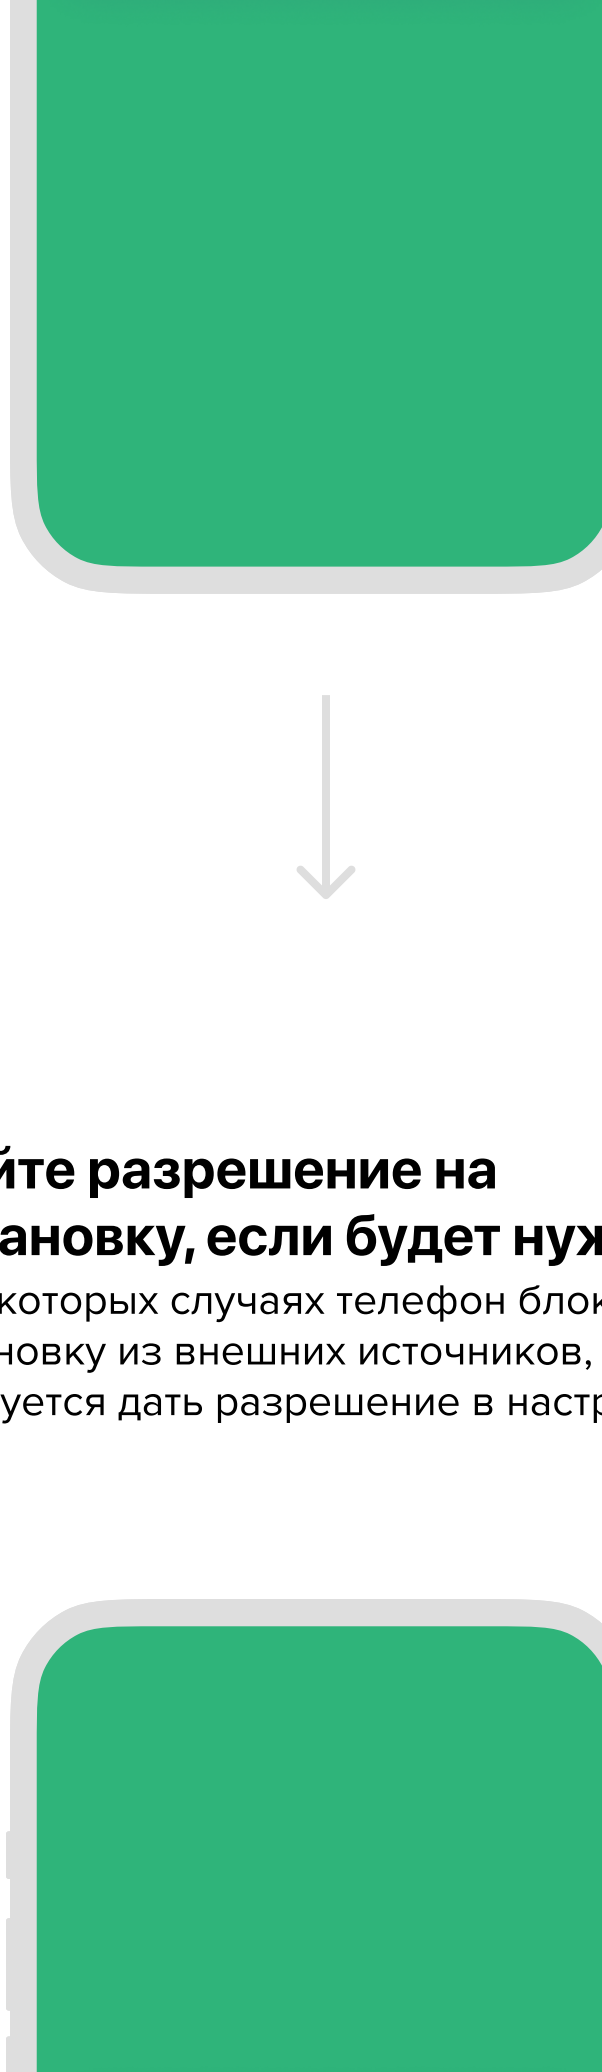 йте разрешение на
ановку, если будет нуж
которых случаях телефон блок
новку из внешних источников,
уется дать разрешение в настр